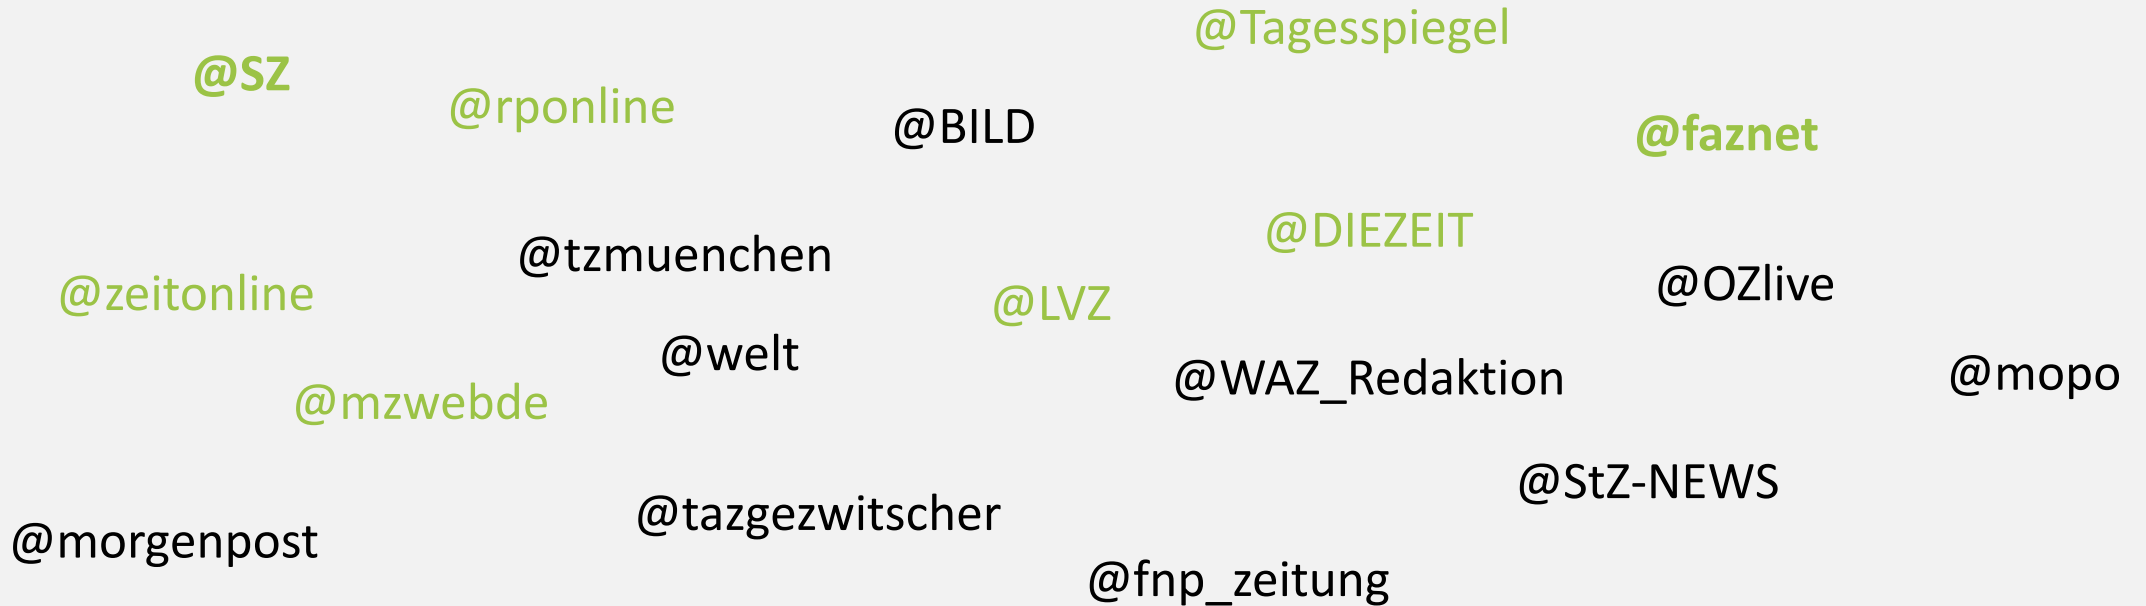 @Tagesspiegel
@SZ
@rponline
@BILD
@faznet
@DIEZEIT
@tzmuenchen
@OZlive
@zeitonline
@LVZ
@welt
@WAZ_Redaktion
@mopo
@mzwebde
@StZ-NEWS
@tazgezwitscher
@morgenpost
@fnp_zeitung